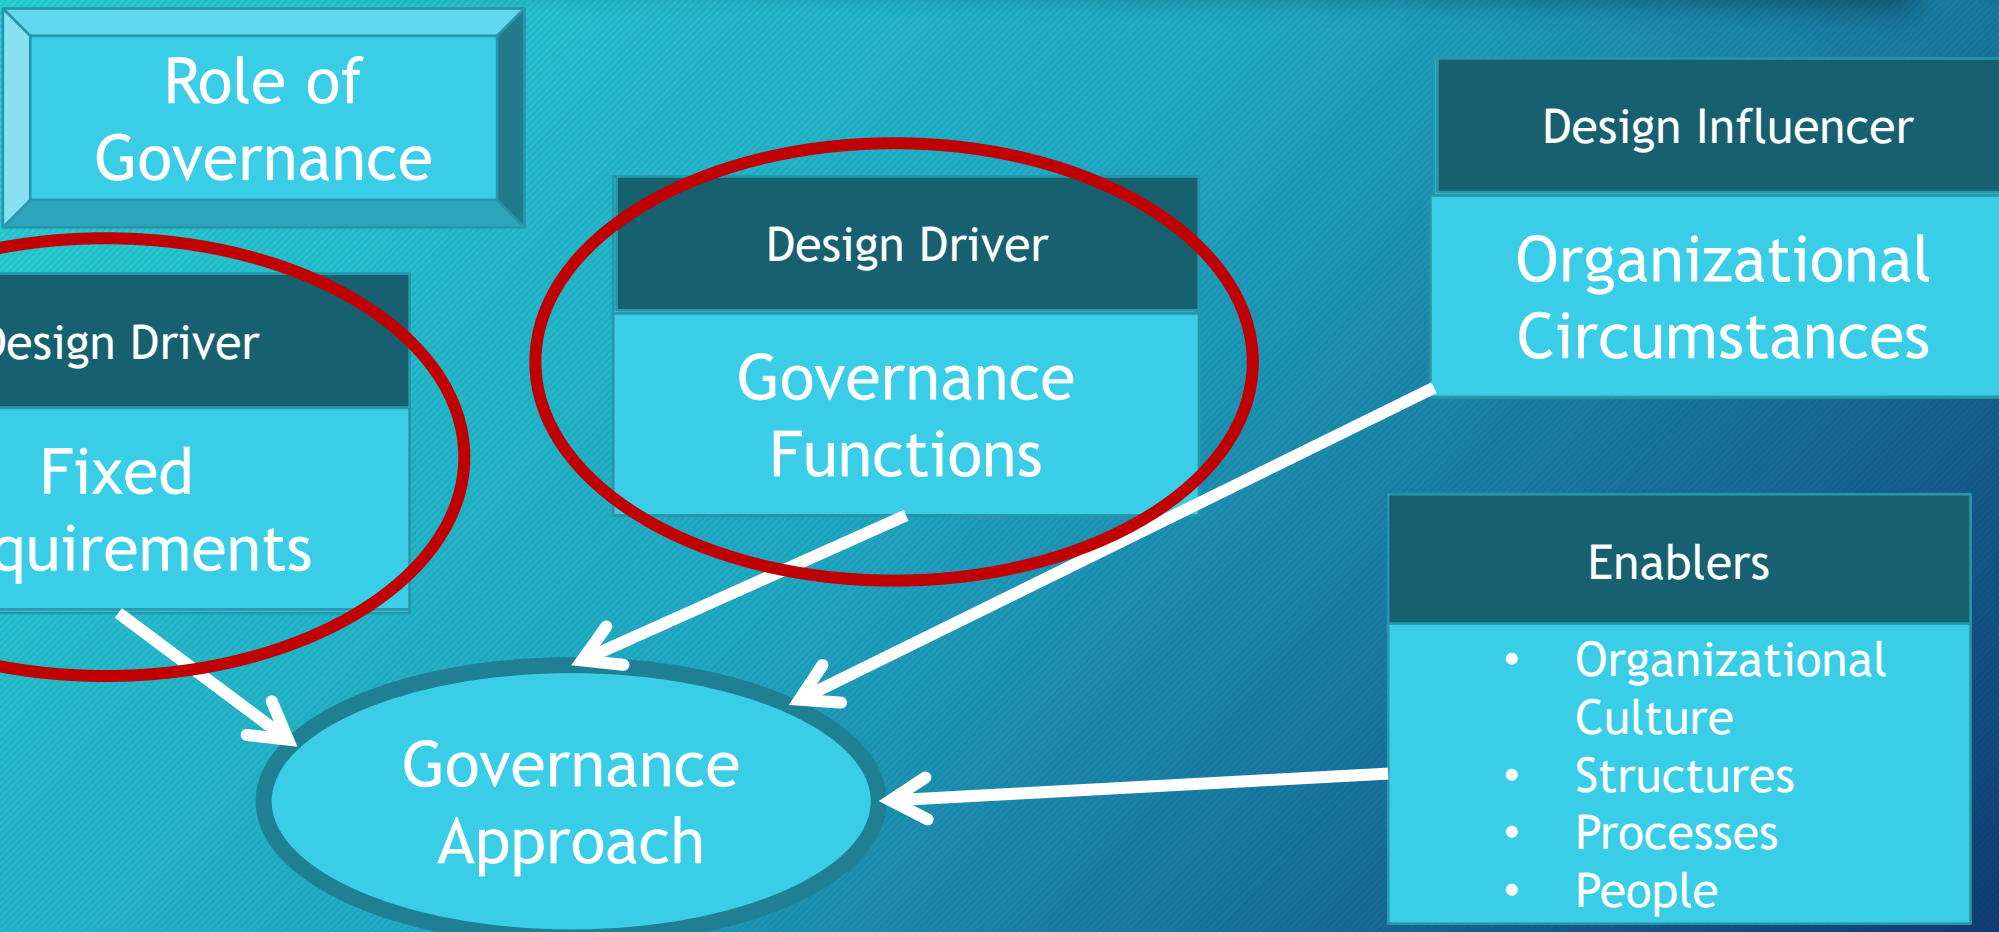 Role of
Governance
Design Driver
Fixed
quirements
Design Driver
Governance
Functions
Design Influencer
Organizational
Circumstances
Enablers
• Organizational
Culture
• Structures
• Processes
• People
Governance
Approach